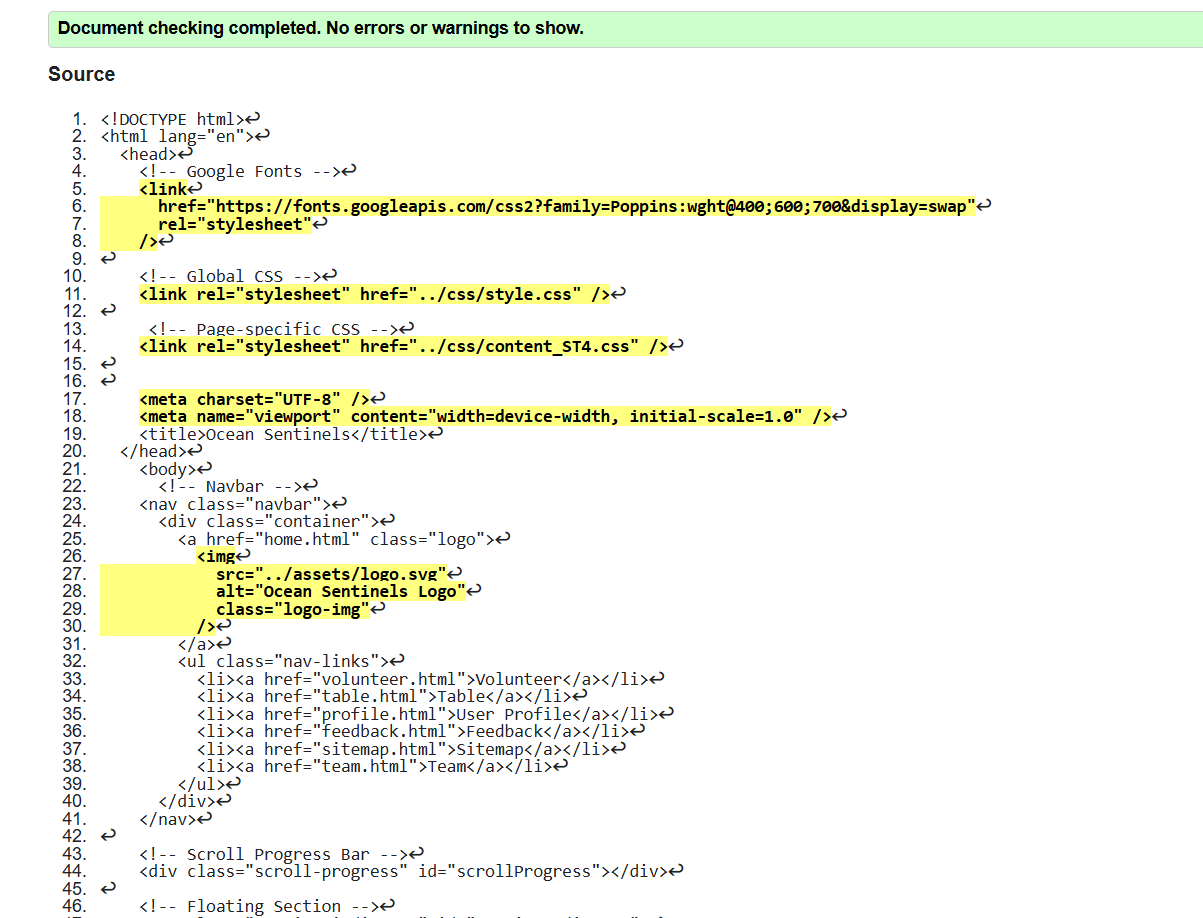 Document checking completed. No errors or warnings to show.
Source
1. <!DOCTYPE html>↩
2. <html lang="en">↩
3. <head>↩
4. <!-- Google Fonts -->↩
5. <link↩
6. href="https://fonts.googleapis.com/css2?family=Poppins:wght@400;600;700&display=swap"↩
7. rel="stylesheet"↩
8. />↩
9. ↩
10. <!-- Global CSS -->↩
11. <link rel="stylesheet" href="../css/style.css" />↩
12. ↩
13. <!-- Page-specific CSS -->↩
14. <link rel="stylesheet" href="../css/content_ST4.css" />↩
15. ↩
16. ↩
17. <meta charset="UTF-8" />↩
18. <meta name="viewport" content="width=device-width, initial-scale=1.0" />↩
19. <title>Ocean Sentinels</title>↩
20. </head>↩
21. <body>↩
22. <!-- Navbar -->↩
23. <nav class="navbar">↩
24. <div class="container">↩
25. <a href="home.html" class="logo">↩
26. <img↩
27. src="../assets/logo.svg"↩
28. alt="Ocean Sentinels Logo"↩
29. class="logo-img"↩
30. />↩
31. </a>↩
32. <ul class="nav-links">↩
33. <li><a href="volunteer.html">Volunteer</a></li>↩
34. <li><a href="table.html">Table</a></li>↩
35. <li><a href="profile.html">User Profile</a></li>↩
36. <li><a href="feedback.html">Feedback</a></li>↩
37. <li><a href="sitemap.html">Sitemap</a></li>↩
38. <li><a href="team.html">Team</a></li>↩
39. </ul>↩
40. </div>↩
41. </nav>↩
42. ↩
43. <!-- Scroll Progress Bar -->↩
44. <div class="scroll-progress" id="scrollProgress"></div>↩
45. ↩
46. <!-- Floating Section -->↩